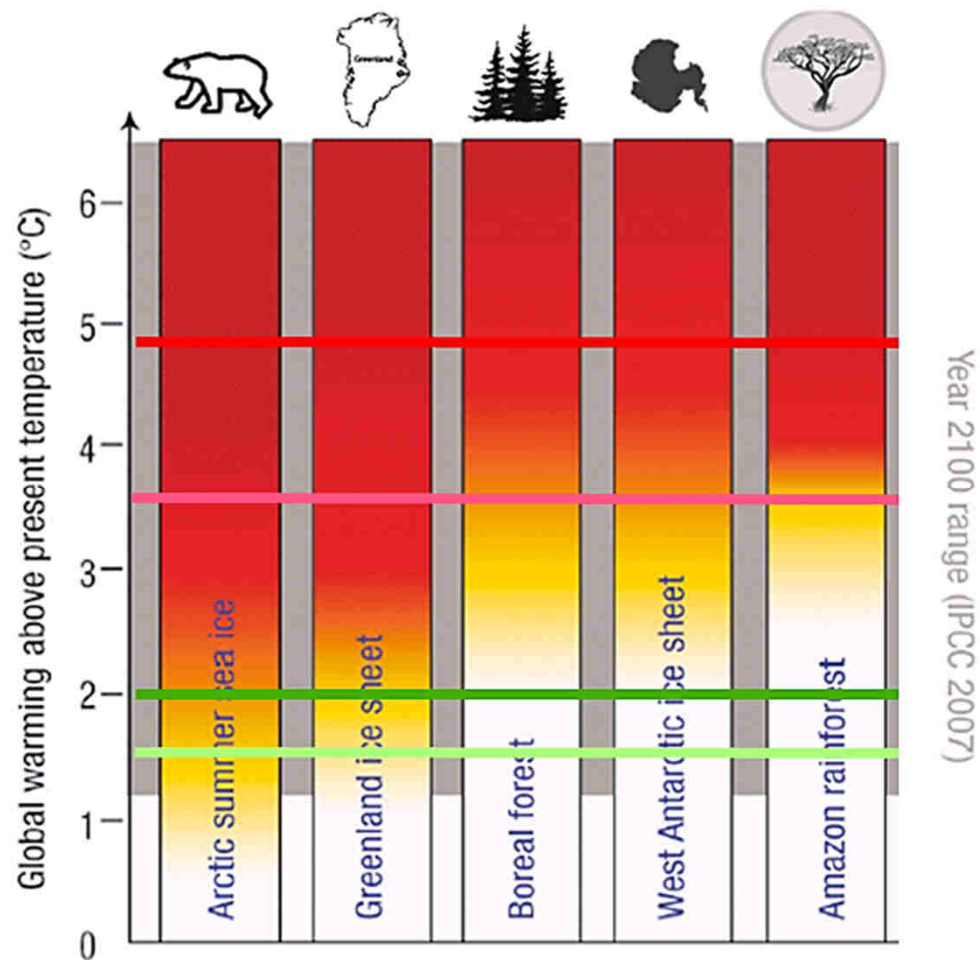 Greenland
Global warming above present temperature (°C)
6
5
4
3
2
1
0
Arctic summer sea ice
Greenland ice sheet
Boreal forest
West Antarctic ice sheet
Amazon rainforest
Year 2100 range (IPCC 2007)